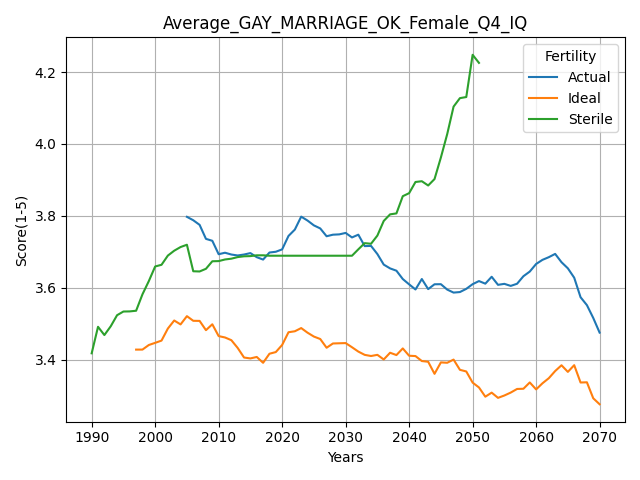 Average_GAY_MARRIAGE_OK_Female_Q4_IQ
Fertility
Actual
Ideal
Sterile
Score(1-5)
4.2
4.0
3.8
3.6
3.4
1990 2000 2010 2020 2030 2040 2050 2060 2070
Years